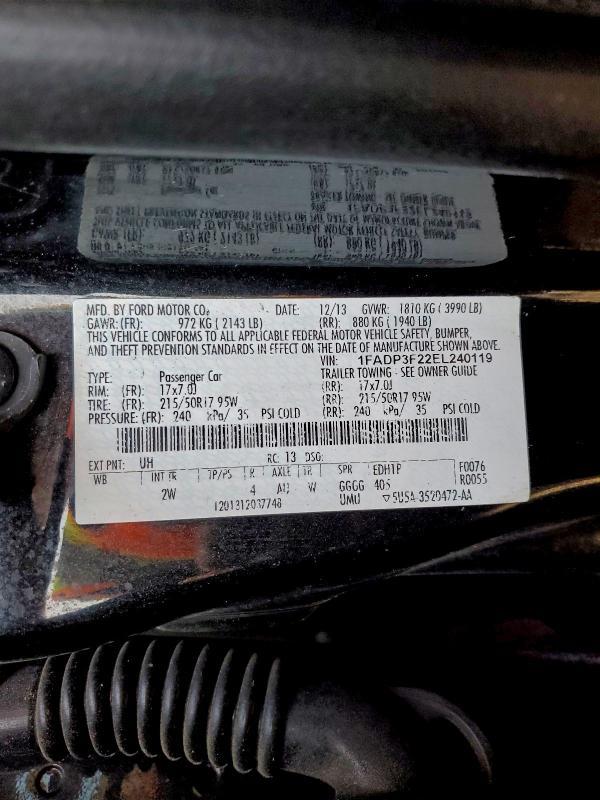 MFD. BY FORD MOTOR CO. DATE: 12/13 GVWR: 1810 KG ( 3990 LB)
GAWR: (FR): 972 KG ( 2143 LB) (RR): 880 KG ( 1940 LB)
THIS VEHICLE CONFORMS TO ALL APPLICABLE FEDERAL MOTOR VEHICLE SAFETY, BUMPER,
AND THEFT PREVENTION STANDARDS IN EFFECT ON THE DATE OF MANUFACTURE SHOWN ABOVE.
VIN: 1FADP3F22EL240119
TYPE: Passenger Car TRAILER TOWING - SEE OWNER GUIDE
RIM: (FR): 17x7.0J (RR): 17x7.0J
TIRE: (FR): 215/50R17 95W (RR): 215/50R17 95W
PRESSURE: (FR): 240 kPa/ 35 PSI COLD (RR): 240 kPa/ 35 PSI COLD
EXT PNT: UH RC: 13 DSO:
WB INT TR TP/PS R AXLE TR SPR EDH1P F0076
2W 4 W GGGG 405 R0055
1201312037748 UMU ▽5U5A-3520472-AA